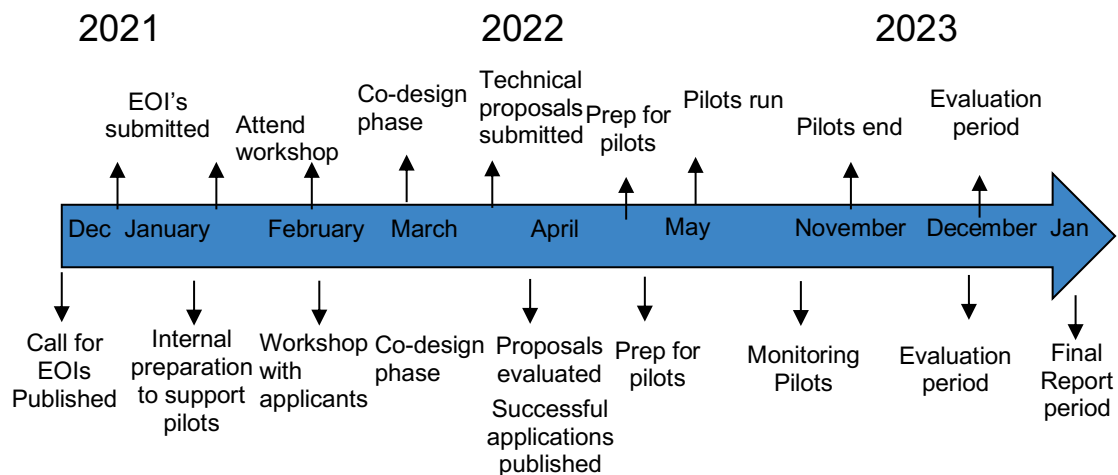 2021
2022
2023
EOI's
submitted
Attend
workshop
Co-design
phase
Technical
proposals
submitted
Prep for
pilots
Pilots run
Pilots end
Evaluation
period
Dec
January
February
March
April
May
November
December
Jan
Call for
EOIs
Published
Internal
preparation
to support
pilots
Workshop
with
applicants
Co-design
phase
Proposals
evaluated
Successful
applications
published
Prep for
pilots
Monitoring
Pilots
Evaluation
period
Final
Report
period